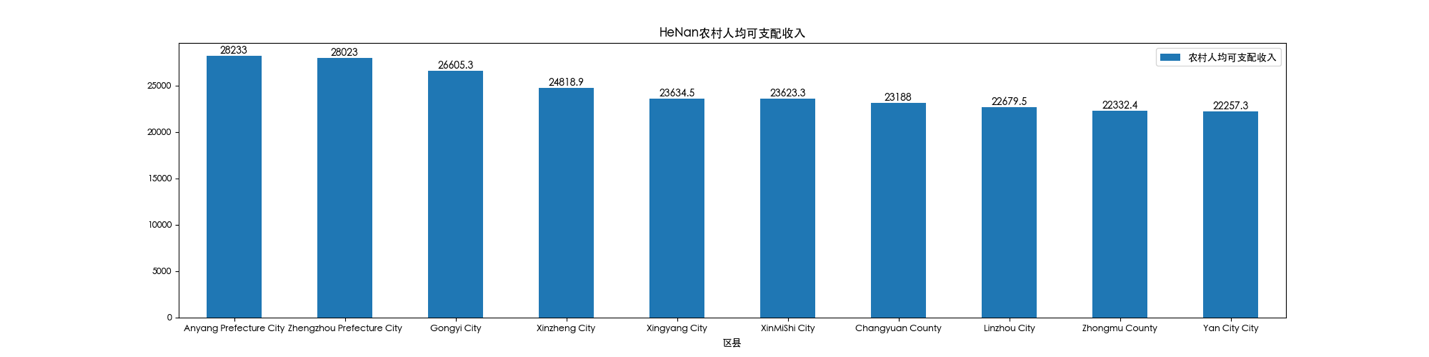 HeNan农村人均可支配收入
农村人均可支配收入
28233
28023
26605.3
24818.9
23634.5
23623.3
23188
22679.5
22332.4
22257.3
25000
20000
15000
10000
5000
0
Anyang Prefecture City
Zhengzhou Prefecture City
Gongyi City
Xinzheng City
Xingyang City
XinMiShi City
Changyuan County
Linzhou City
Zhongmu County
Yan City City
区县